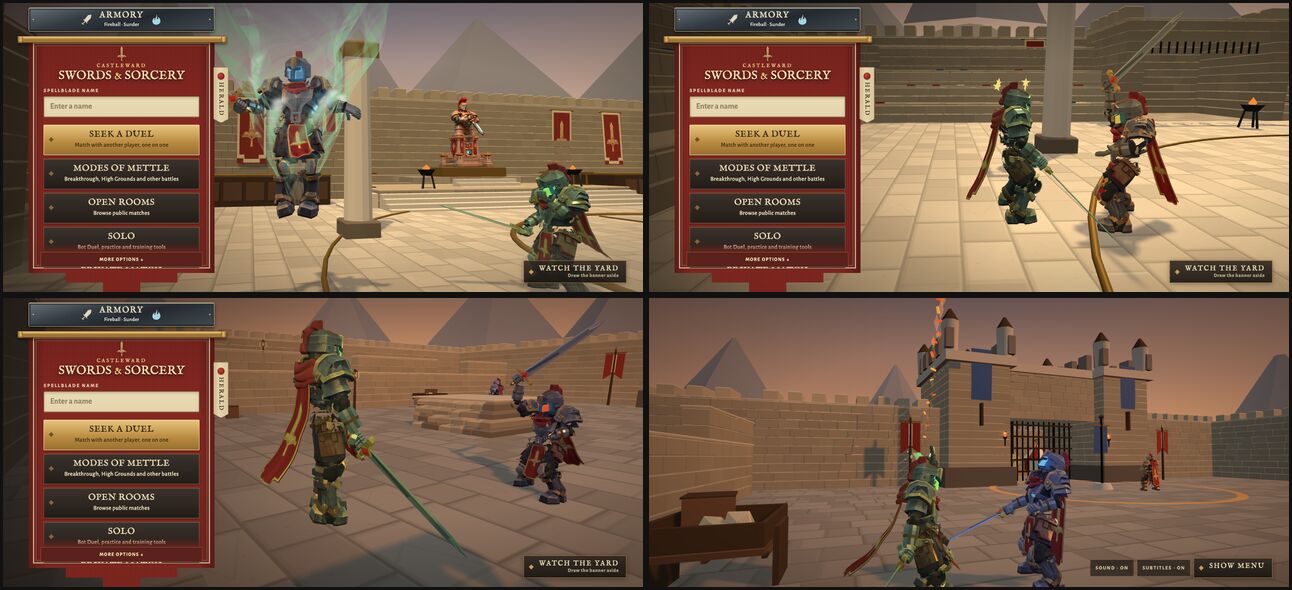 ARMORY
Fireball · Sunder
CASTLEWARD
SWORDS & SORCERY
SPELLBLADE NAME
Enter a name
SEEK A DUEL
Match with another player, one on one
MODES OF METTLE
Breakthrough, High Grounds and other battles
OPEN ROOMS
Browse public matches
SOLO
Bot Duel, practice and training tools
MORE OPTIONS
HERALD
WATCH THE YARD
Draw the banner aside
ARMORY
Fireball · Sunder
CASTLEWARD
SWORDS & SORCERY
SPELLBLADE NAME
Enter a name
SEEK A DUEL
Match with another player, one on one
MODES OF METTLE
Breakthrough, High Grounds and other battles
OPEN ROOMS
Browse public matches
SOLO
Bot Duel, practice and training tools
MORE OPTIONS
HERALD
WATCH THE YARD
Draw the banner aside
ARMORY
Fireball · Sunder
CASTLEWARD
SWORDS & SORCERY
SPELLBLADE NAME
Enter a name
SEEK A DUEL
Match with another player, one on one
MODES OF METTLE
Breakthrough, High Grounds and other battles
OPEN ROOMS
Browse public matches
SOLO
Bot Duel, practice and training tools
MORE OPTIONS
HERALD
WATCH THE YARD
Draw the banner aside
SOUND · ON
SUBTITLES · ON
SHOW MENU